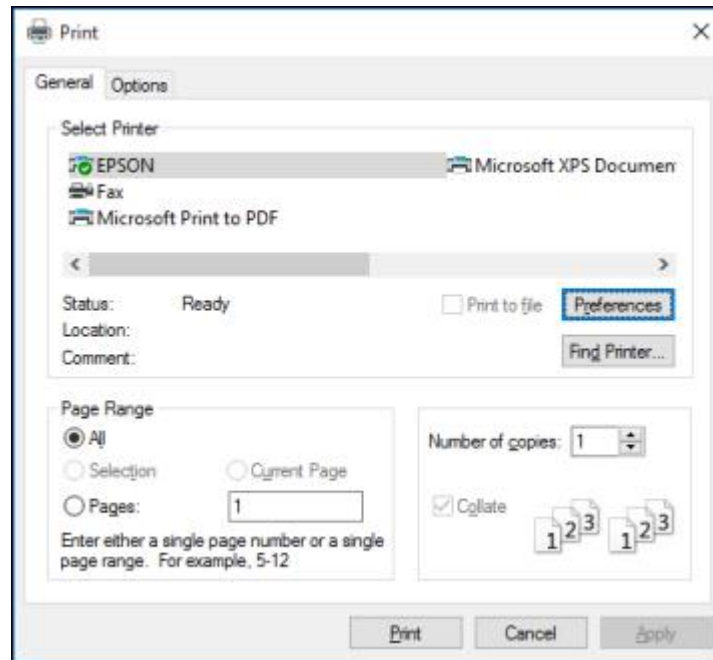 Print
General Options
Select Printer
EPSON Microsoft XPS Documen
Fax
Microsoft Print to PDF
Status: Ready Print to file Preferences
Location:
Comment: Find Printer...
Page Range
All
Selection Current Page
Pages: 1
Enter either a single page number or a single
page range. For example, 5-12
Number of copies: 1
Collate
1 2 3 1 2 3
Print Cancel Apply